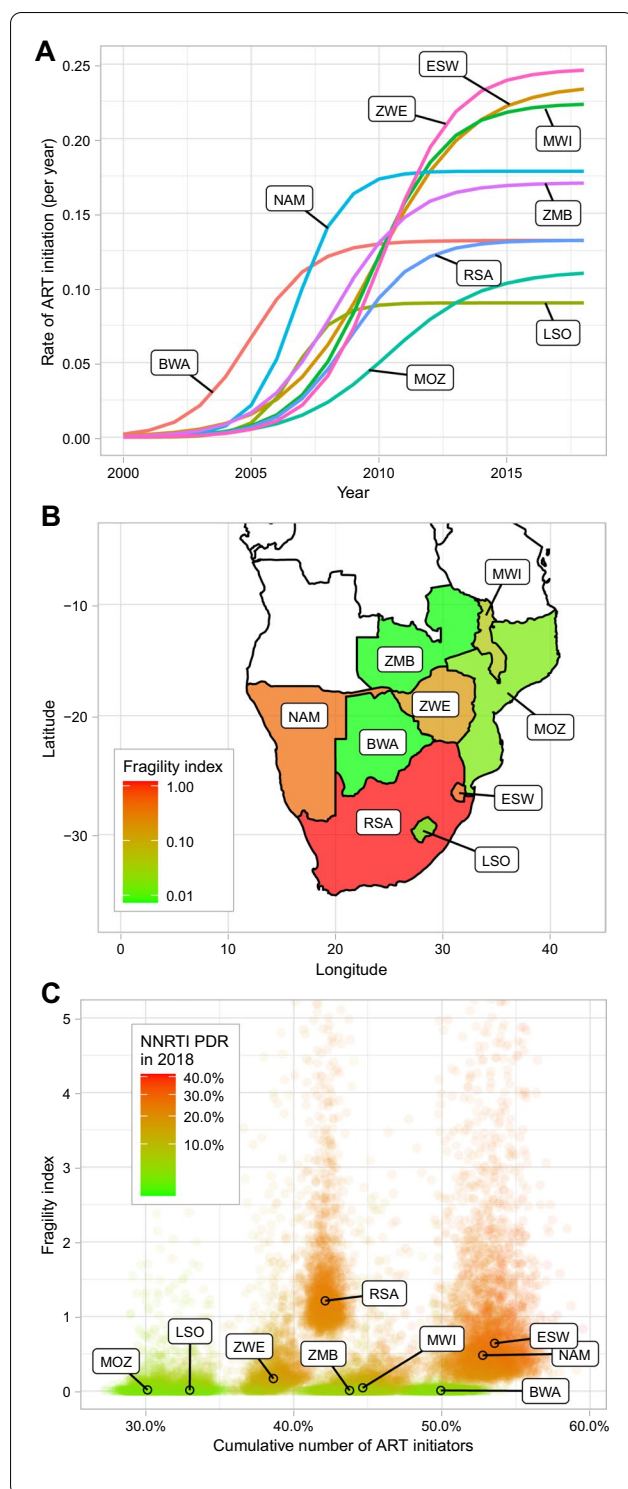 A
0.25
0.20
0.15
0.10
0.05
0.00
Rate of ART initiation (per year)
ESW
ZWE
MWI
NAM
ZMB
RSA
LSO
BWA
MOZ
2000 2005 2010 2015
Year
B
−10
−20
−30
Latitude
MWI
ZMB
NAM
ZWE
MOZ
BWA
ESW
RSA
LSO
Fragility index
1.00
0.10
0.01
0 10 20 30 40
Longitude
C
5
4
3
2
1
0
Fragility index
NNRTI PDR
in 2018
40.0%
30.0%
20.0%
10.0%
RSA
MOZ
LSO
ZWE
ZMB
MWI
ESW
NAM
BWA
30.0% 40.0% 50.0% 60.0%
Cumulative number of ART initiators